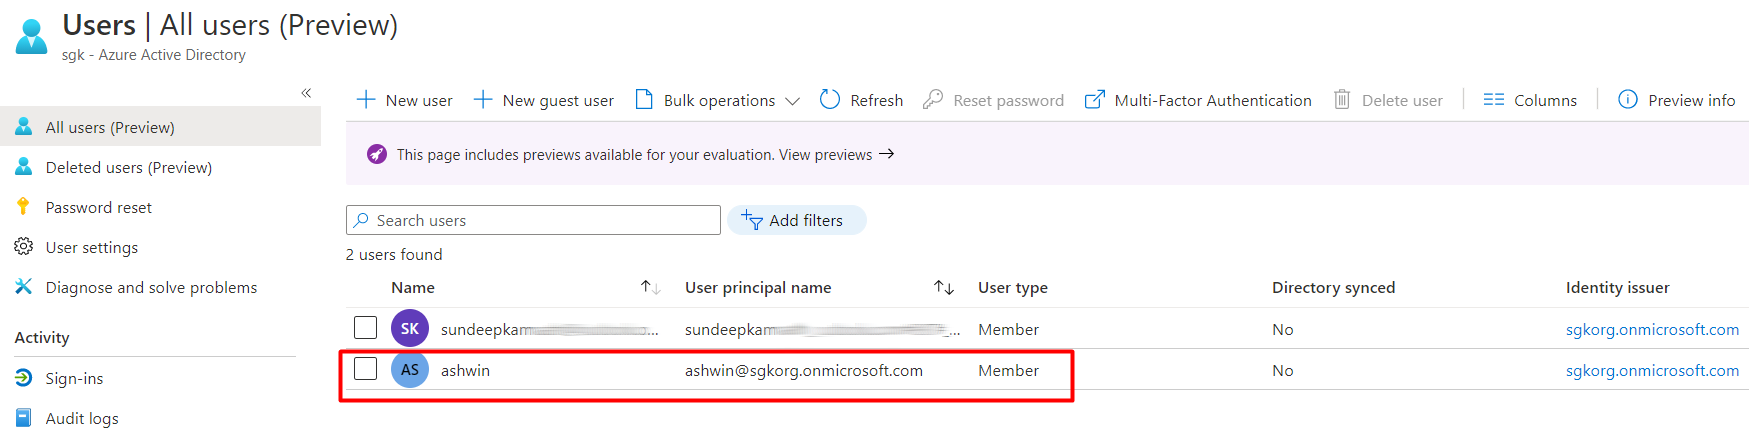 Users | All users (Preview)
sgk - Azure Active Directory
«
New user
New guest user
Bulk operations
Refresh
Reset password
Multi-Factor Authentication
Delete user
Columns
Preview info
All users (Preview)
Deleted users (Preview)
Password reset
User settings
Diagnose and solve problems
Activity
Sign-ins
Audit logs
This page includes previews available for your evaluation. View previews →
Search users
Add filters
2 users found
Name ↑↓ User principal name ↑↓ User type Directory synced Identity issuer
SK Member No sgkorg.onmicrosoft.com
AS ashwin ashwin@sgkorg.onmicrosoft.com Member No sgkorg.onmicrosoft.com